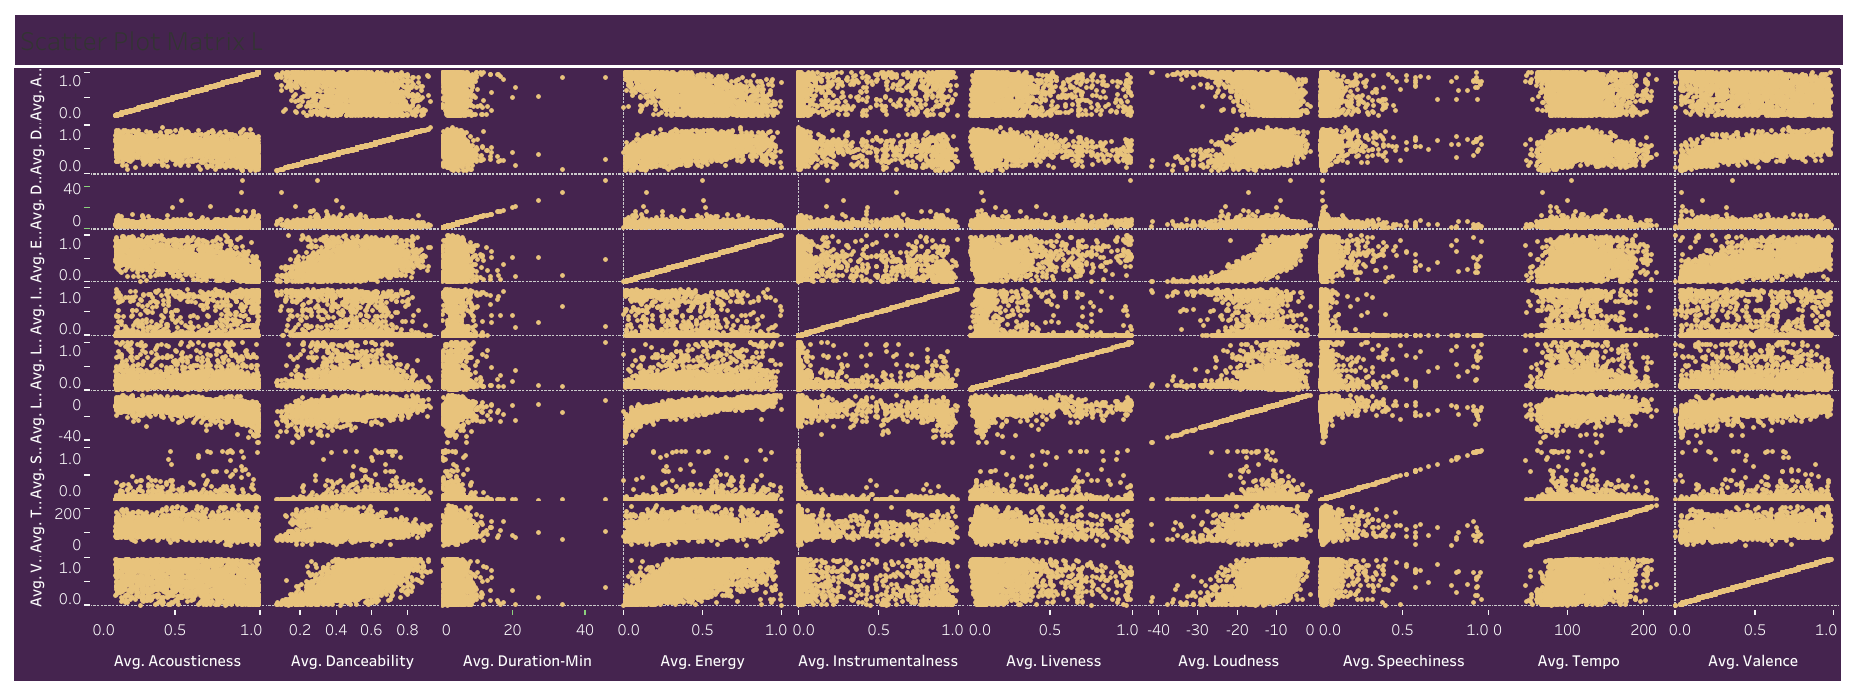 Scatter Plot Matrix
Avg. A..
1.0
0.0
Avg. D..
1.0
0.0
Avg. D..
40
0
Avg. E..
1.0
0.0
Avg. I..
1.0
0.0
Avg. L..
1.0
0.0
Avg. L..
0
-40
Avg. S..
1.0
0.0
Avg. T..
200
0
Avg. V..
1.0
0.0
0.0 0.5 1.0 0.2 0.4 0.6 0.8 0 20 40 0.0 0.5 1.0 0.0 0.5 1.0 0.0 0.5 1.0 -40 -30 -20 -10 0 0.0 0.5 1.0 0 100 200 0.0 0.5 1.0
Avg. Acousticness Avg. Danceability Avg. Duration-Min Avg. Energy Avg. Instrumentalness Avg. Liveness Avg. Loudness Avg. Speechiness Avg. Tempo Avg. Valence